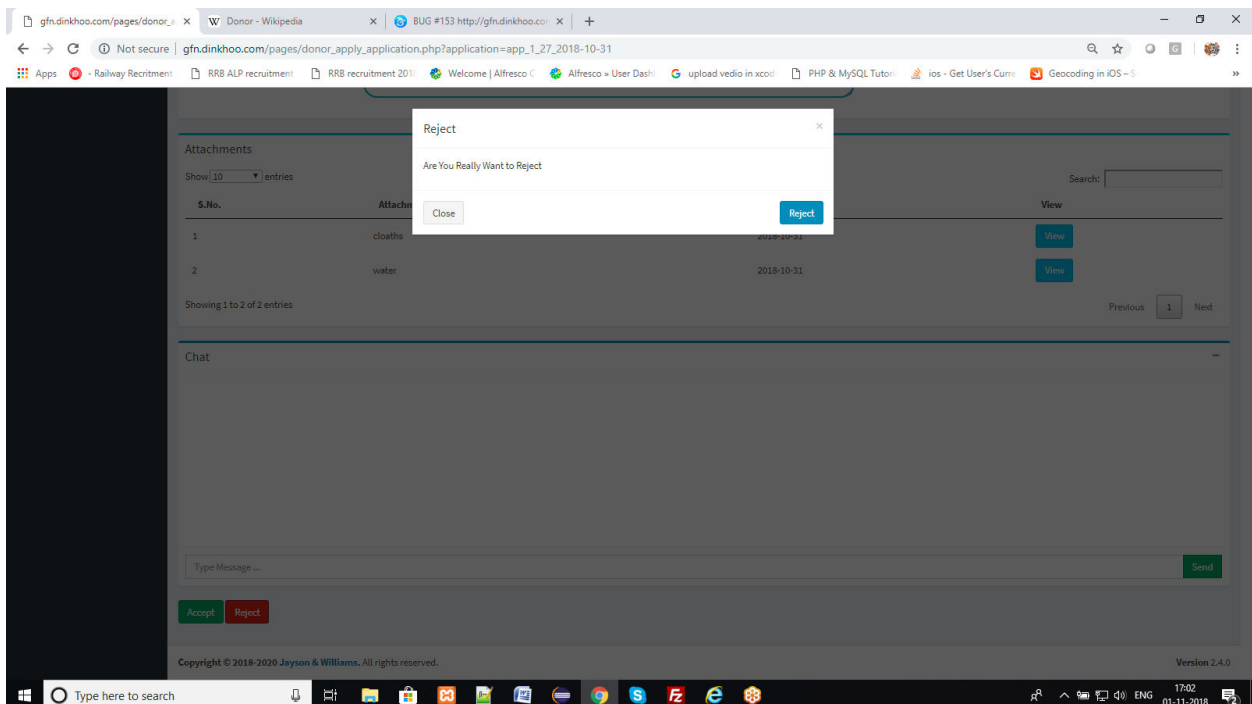 gfn.dinkhoo.com/pages/donor_a
W Donor - Wikipedia
BUG #153 http://gfn.dinkhoo.con
Not secure gfn.dinkhoo.com/pages/donor_apply_application.php?application=app_1_27_2018-10-31
Apps - Railway Recritment RRB ALP recruitment RRB recruitment 201 Welcome | Alfresco C Alfresco » User Dash G upload vedio in xcod PHP & MySQL Tutori ios - Get User's Curre Geocoding in iOS – S »
Reject ×
Are You Really Want to Reject
Close Reject
Attachments
Show 10 entries Search:
S.No. Attachm View
1 cloaths 2018-10-31 View
2 water 2018-10-31 View
Showing 1 to 2 of 2 entries Previous 1 Next
Chat
Type Message ... Send
Accept Reject
Copyright © 2018-2020 Jayson & Williams. All rights reserved. Version 2.4.0
Type here to search ENG 17:02
01-11-2018